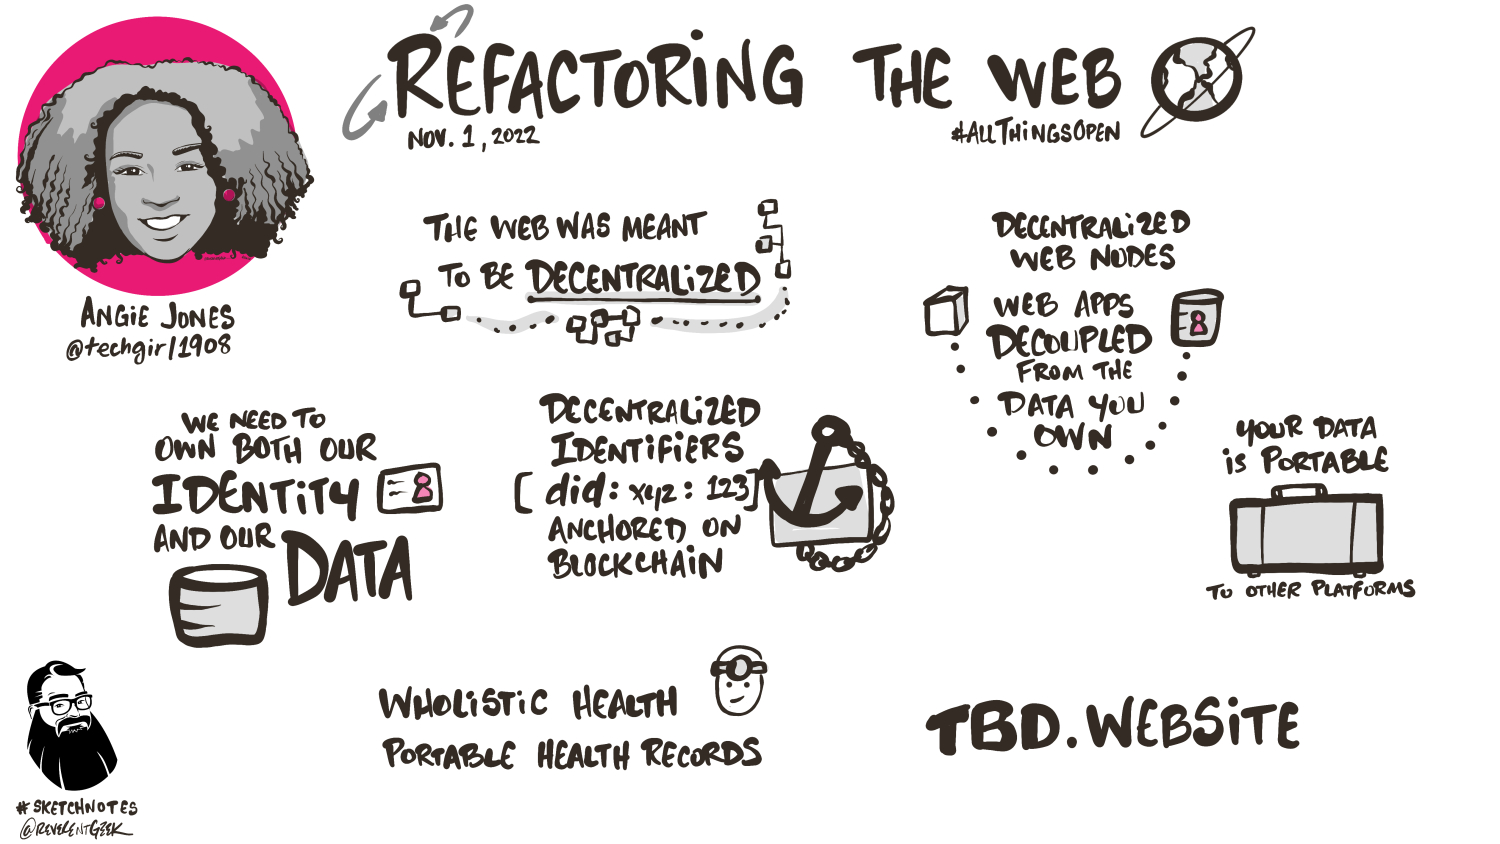 REFACTORING THE WEB
NOV. 1, 2022
#ALLTHINGSOPEN
ANGIE JONES
@techgirl1908
THE WEB WAS MEANT
TO BE DECENTRALIZED
DECENTRALIZED
WEB NODES
WEB APPS
DECOUPLED
FROM THE
DATA YOU
OWN
WE NEED TO
OWN BOTH OUR
IDENTITY
AND OUR
DATA
DECENTRALIZED
IDENTIFIERS
[did:xyz:123]
ANCHORED ON
BLOCKCHAIN
YOUR DATA
IS PORTABLE
TO OTHER PLATFORMS
WHOLISTIC HEALTH
PORTABLE HEALTH RECORDS
TBD.WEBSITE
#SKETCHNOTES
@REVERENTGEEK